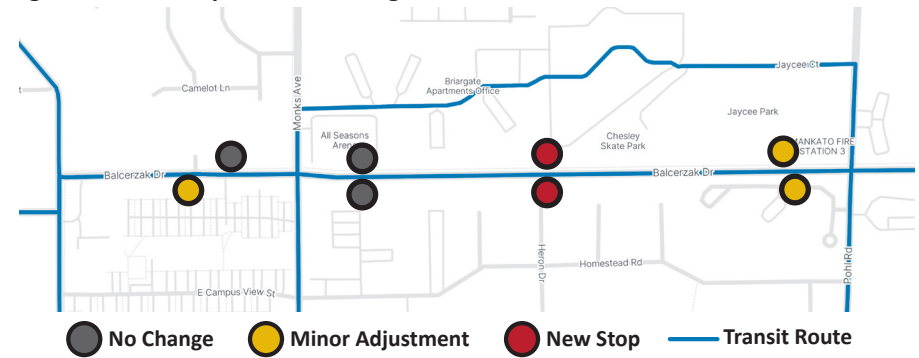 Camelot Ln
Monks Ave
Briargate
Apartments Office
Jaycee Ct
Jaycee Park
All Seasons
Arena
Chesley
Skate Park
MANKATO FIRE
STATION 3
Balcerzak Dr
Balcerzak Dr
Heron Dr
Homestead Rd
Pohl Rd
E Campus View St
No Change
Minor Adjustment
New Stop
Transit Route